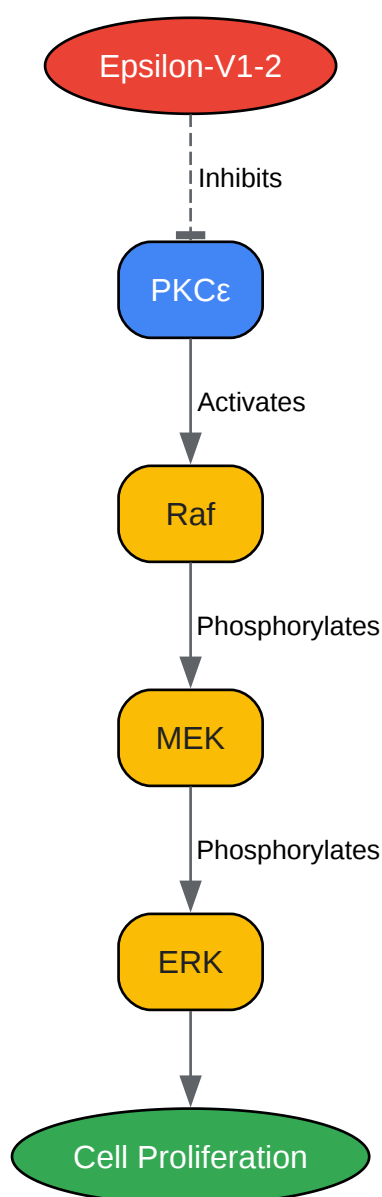 Epsilon-V1-2
Inhibits
PKCε
Activates
Raf
Phosphorylates
MEK
Phosphorylates
ERK
Cell Proliferation